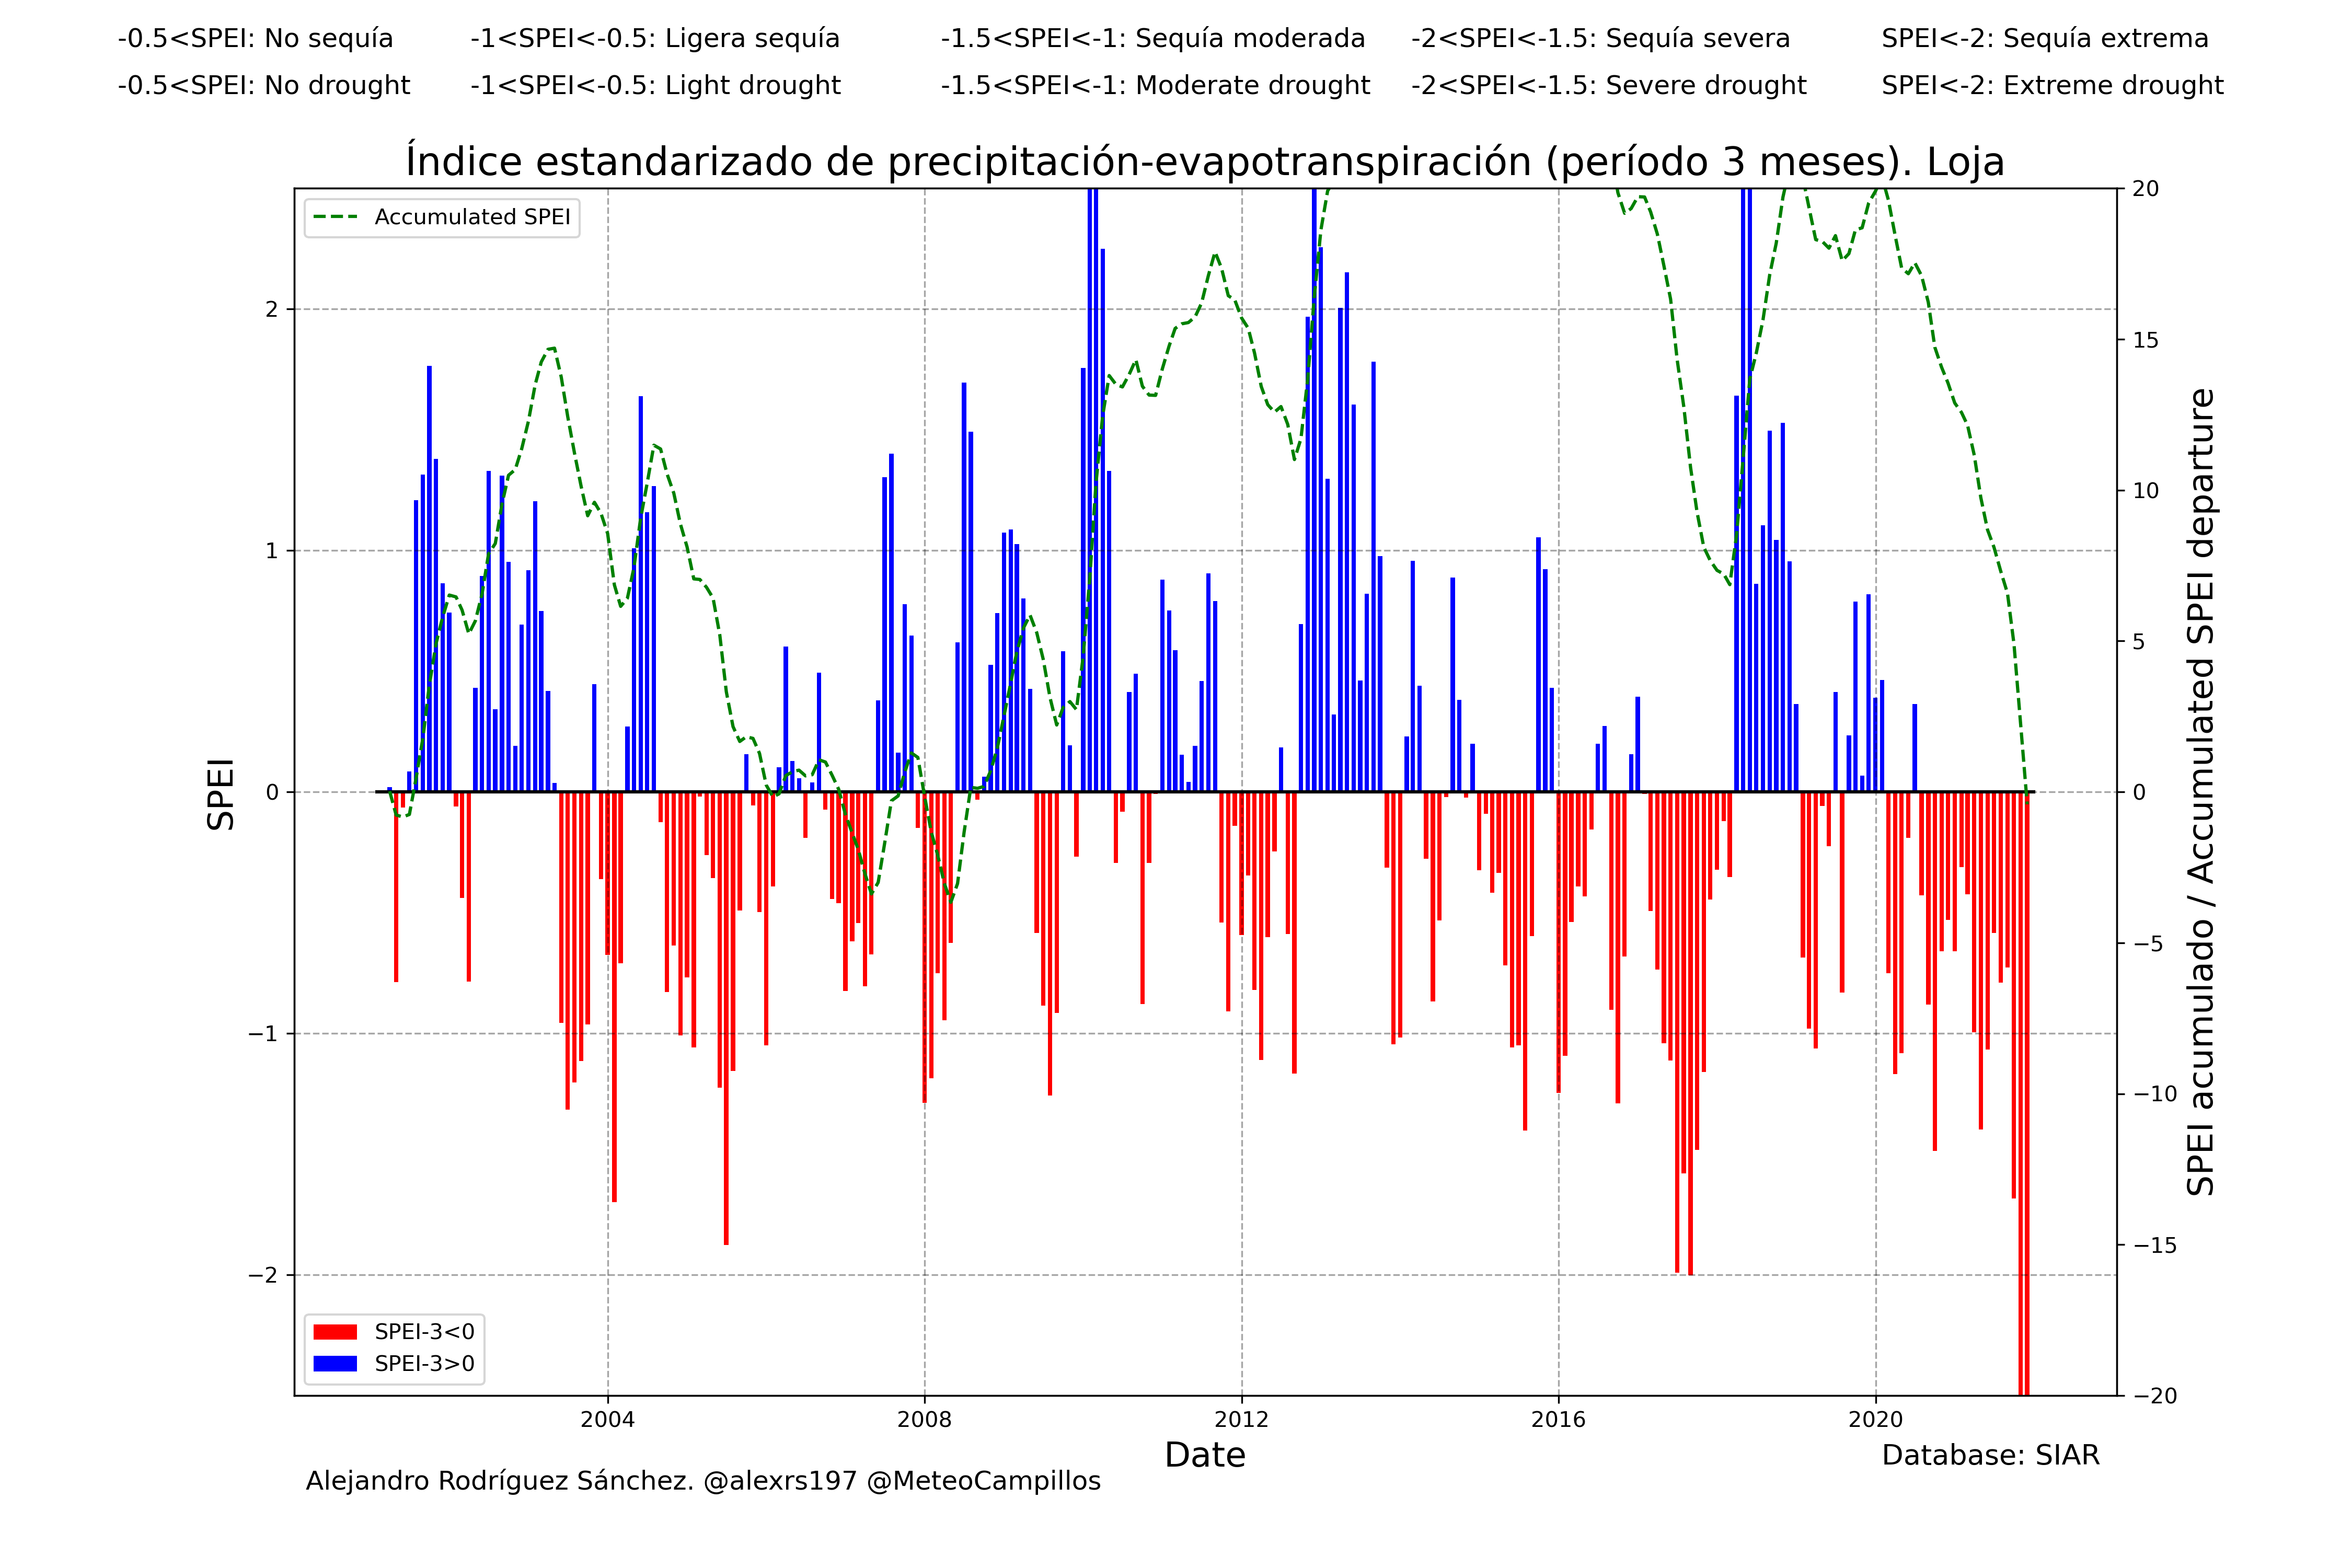 -0.5<SPEI: No sequía -1<SPEI<-0.5: Ligera sequía -1.5<SPEI<-1: Sequía moderada -2<SPEI<-1.5: Sequía severa SPEI<-2: Sequía extrema
-0.5<SPEI: No drought -1<SPEI<-0.5: Light drought -1.5<SPEI<-1: Moderate drought -2<SPEI<-1.5: Severe drought SPEI<-2: Extreme drought
Índice estandarizado de precipitación-evapotranspiración (período 3 meses). Loja
Accumulated SPEI
SPEI
2
1
0
−1
−2
20
15
10
5
0
−5
−10
−15
−20
SPEI acumulado / Accumulated SPEI departure
SPEI-3<0
SPEI-3>0
2004 2008 2012 2016 2020
Date
Database: SIAR
Alejandro Rodríguez Sánchez. @alexrs197 @MeteoCampillos